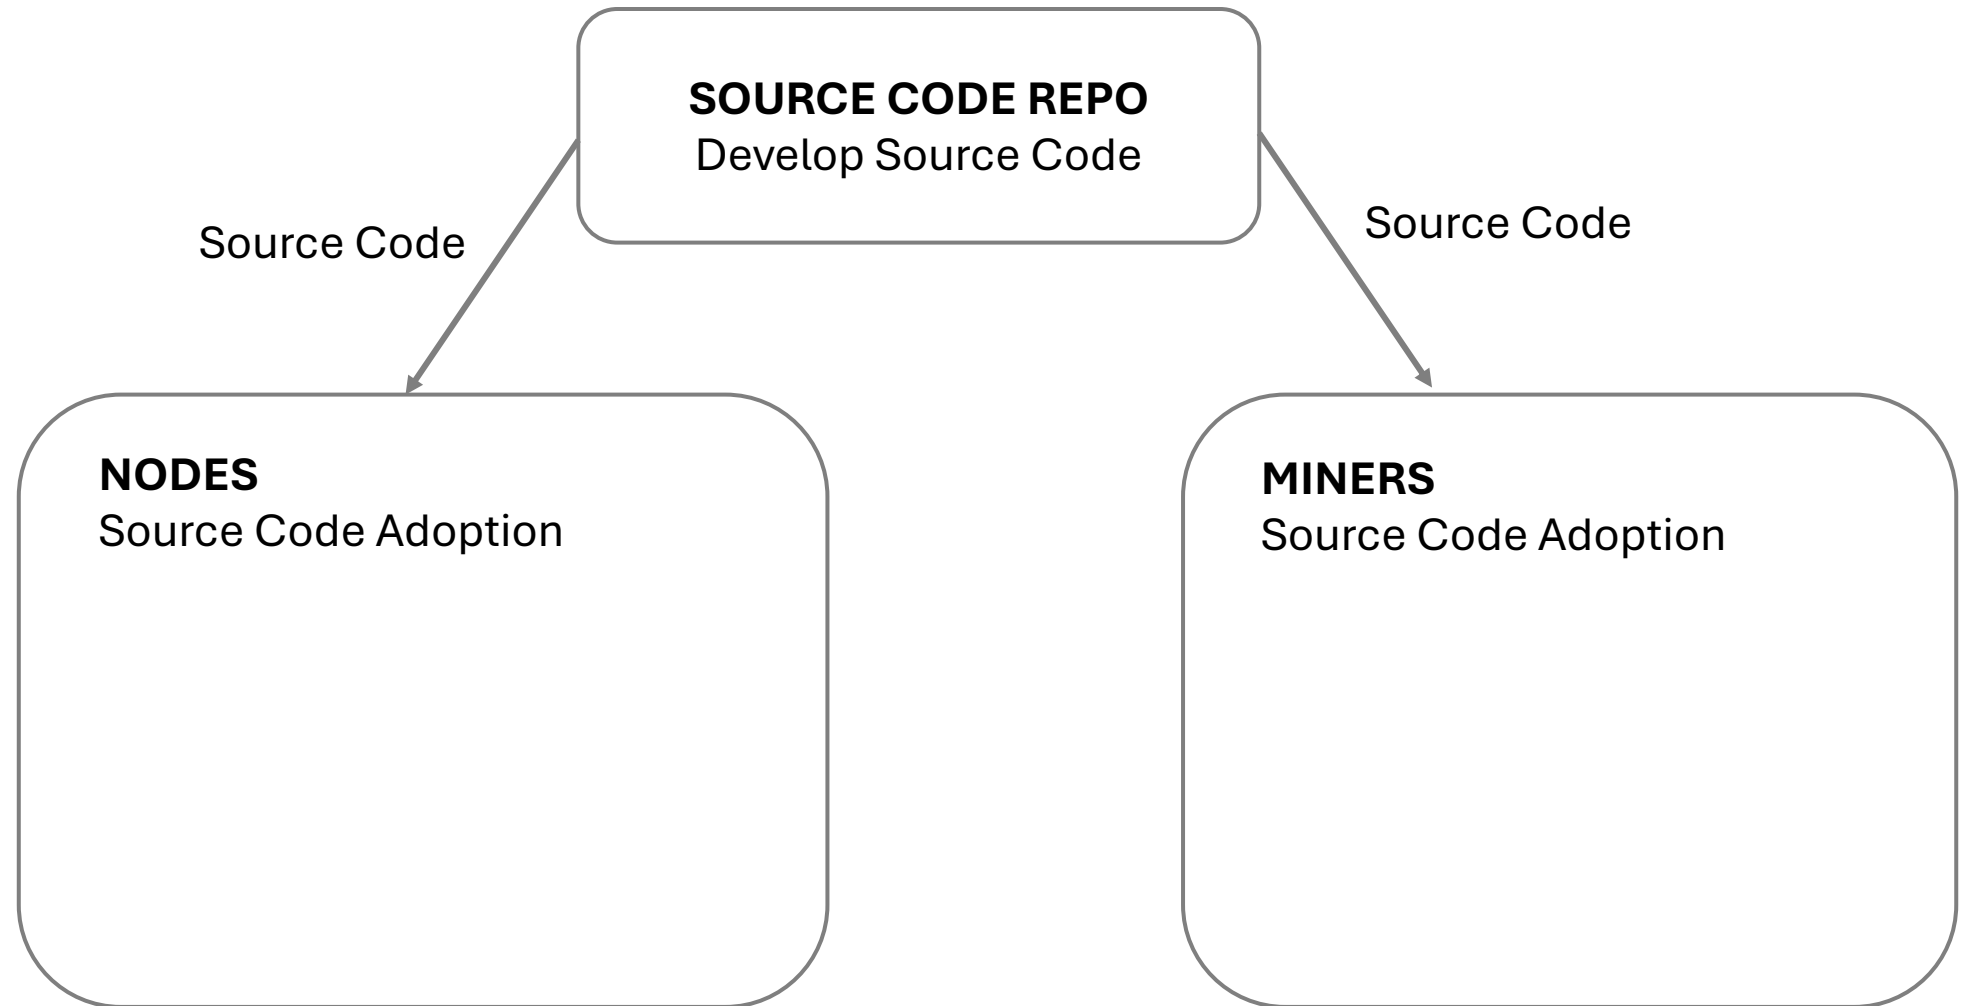 SOURCE CODE REPO
Develop Source Code
Source Code
Source Code
NODES
Source Code Adoption
MINERS
Source Code Adoption